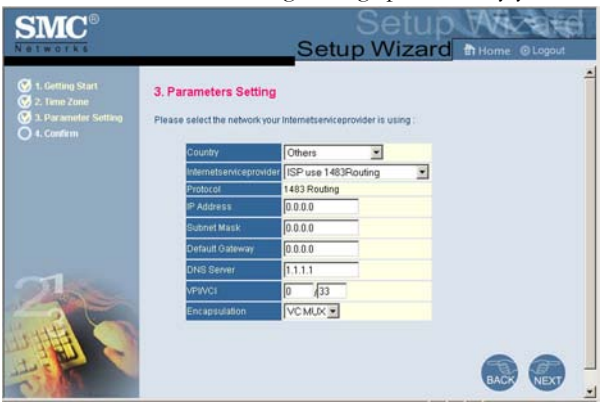 SMC®
Networks
Setup Wizard
Setup Wizard
Home
Logout
1. Getting Start
2. Time Zone
3. Parameter Setting
4. Confirm
3. Parameters Setting
Please select the network your Internetserviceprovider is using :
Country Others
Internetserviceprovider ISP use 1483Routing
Protocol 1483 Routing
IP Address 0.0.0.0
Subnet Mask 0.0.0.0
Default Gateway 0.0.0.0
DNS Server 1.1.1.1
VPI/VCI 0 /33
Encapsulation VC MUX
BACK NEXT